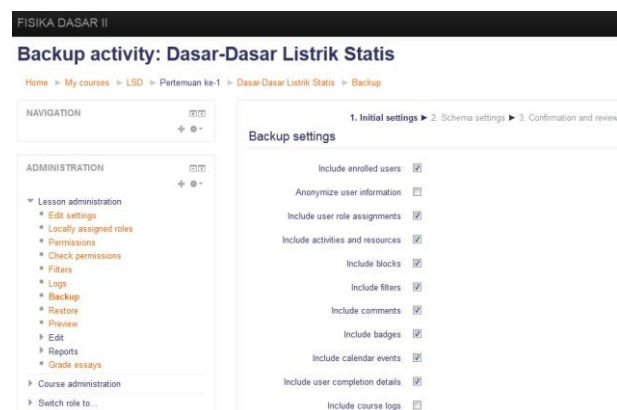 FISIKA DASAR II
Backup activity: Dasar-Dasar Listrik Statis
Home ► My courses ► LSD ► Pertemuan ke-1 ► Dasar-Dasar Listrik Statis ► Backup
NAVIGATION
ADMINISTRATION
Lesson administration
Edit settings
Locally assigned roles
Permissions
Check permissions
Filters
Logs
Backup
Restore
Preview
Edit
Reports
Grade essays
Course administration
Switch role to...
1. Initial settings ► 2. Schema settings ► 3. Confirmation and review
Backup settings
Include enrolled users
Anonymize user information
Include user role assignments
Include activities and resources
Include blocks
Include filters
Include comments
Include badges
Include calendar events
Include user completion details
Include course logs